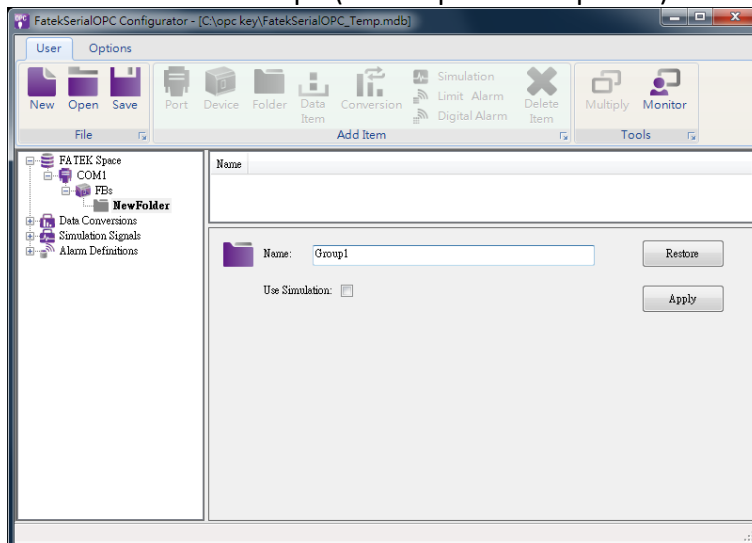 FatekSerialOPC Configurator - [C:\opc key\FatekSerialOPC_Temp.mdb]
User Options
New Open Save Port Device Folder Data Item Conversion Simulation Limit Alarm Digital Alarm Delete Item Multiply Monitor
File Add Item Tools
FATEK Space
COM1
FBs
NewFolder
Data Conversions
Simulation Signals
Alarm Definitions
Name
Name: Group1 Restore
Use Simulation: Apply